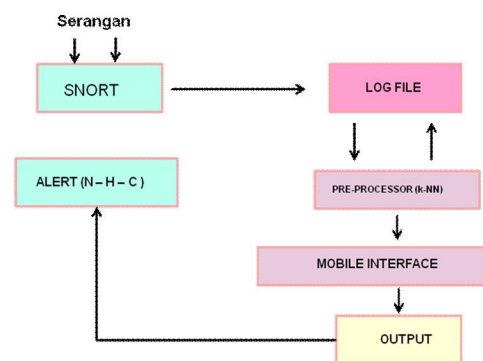 Serangan
SNORT
LOG FILE
ALERT (N – H – C )
PRE-PROCESSOR (k-NN)
MOBILE INTERFACE
OUTPUT